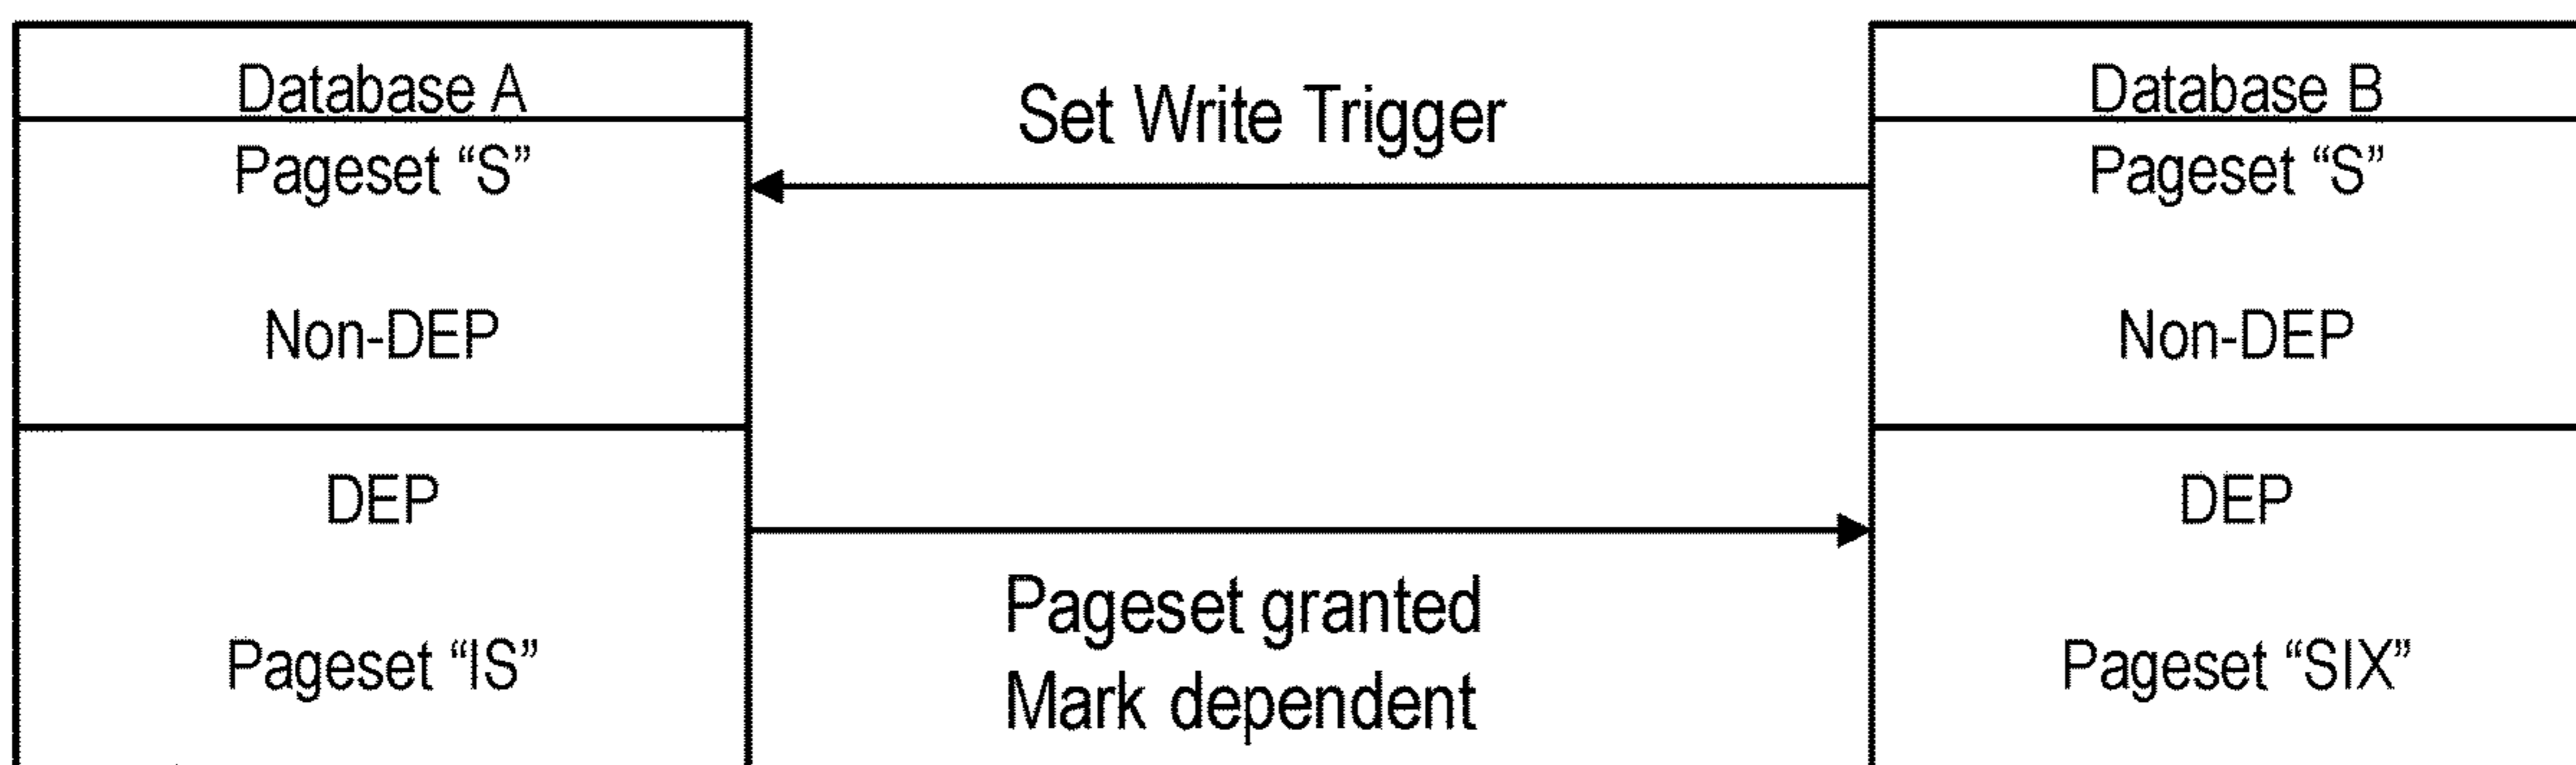 Database A
Pageset “S”
Non-DEP
DEP
Pageset “IS”
Set Write Trigger
Pageset granted
Mark dependent
Database B
Pageset “S”
Non-DEP
DEP
Pageset “SIX”